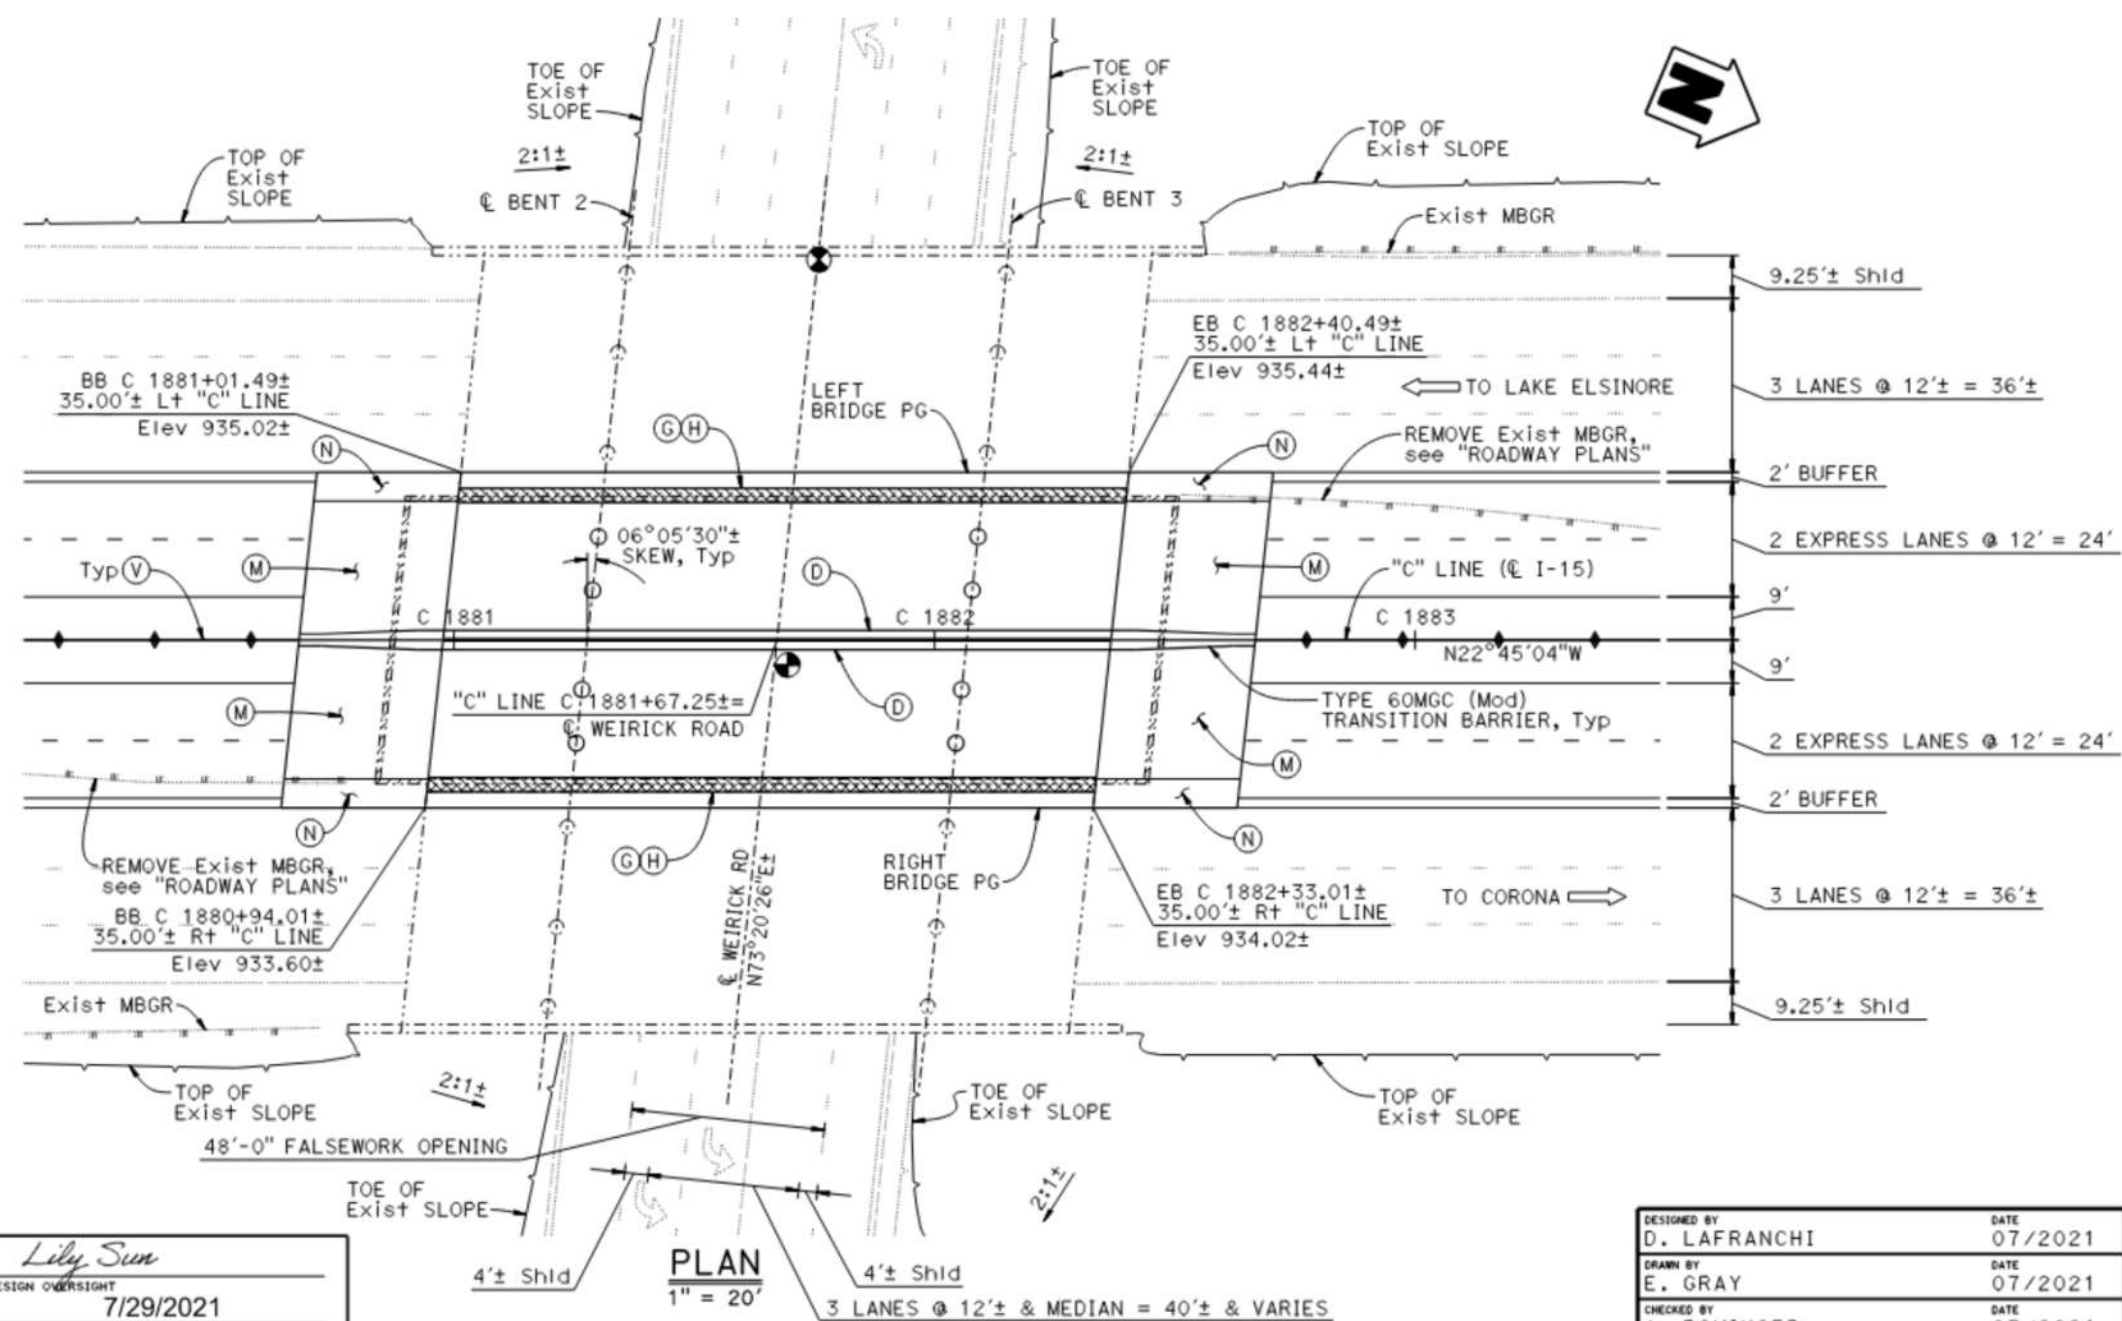 TOE OF
Exist
SLOPE
TOE OF
Exist
SLOPE
N
TOP OF
Exist SLOPE
TOP OF
Exist
SLOPE
2:1±
2:1±
℄ BENT 2
℄ BENT 3
Exist MBGR
9.25'± Shld
EB C 1882+40.49±
35.00'± Lt "C" LINE
Elev 935.44±
BB C 1881+01.49±
35.00'± Lt "C" LINE
Elev 935.02±
LEFT
BRIDGE PG
TO LAKE ELSINORE
3 LANES @ 12'± = 36'±
G H
N
N
REMOVE Exist MBGR,
see "ROADWAY PLANS"
2' BUFFER
06°05'30"±
SKEW, Typ
2 EXPRESS LANES @ 12' = 24'
Typ V
M
D
M
"C" LINE (℄ I-15)
9'
C 1881
C 1882
C 1883
N22°45'04"W
9'
"C" LINE C 1881+67.25±=
℄ WEIRICK ROAD
M
D
TYPE 60MGC (Mod)
TRANSITION BARRIER, Typ
2 EXPRESS LANES @ 12' = 24'
M
2' BUFFER
N
N
REMOVE Exist MBGR,
see "ROADWAY PLANS"
G H
RIGHT
BRIDGE PG
℄ WEIRICK RD
N73°20'26"E±
BB C 1880+94.01±
35.00'± Rt "C" LINE
Elev 933.60±
EB C 1882+33.01±
35.00'± Rt "C" LINE
Elev 934.02±
TO CORONA
3 LANES @ 12'± = 36'±
Exist MBGR
9.25'± Shld
TOP OF
Exist SLOPE
2:1±
TOE OF
Exist SLOPE
TOP OF
Exist SLOPE
48'-0" FALSEWORK OPENING
TOE OF
Exist SLOPE
2:1±
4'± Shld
PLAN
1" = 20'
4'± Shld
3 LANES @ 12'± & MEDIAN = 40'± & VARIES
Lily Sun
ESIGN OVERSIGHT
7/29/2021
DESIGNED BY DATE
D. LAFRANCHI 07/2021
DRAWN BY DATE
E. GRAY 07/2021
CHECKED BY DATE